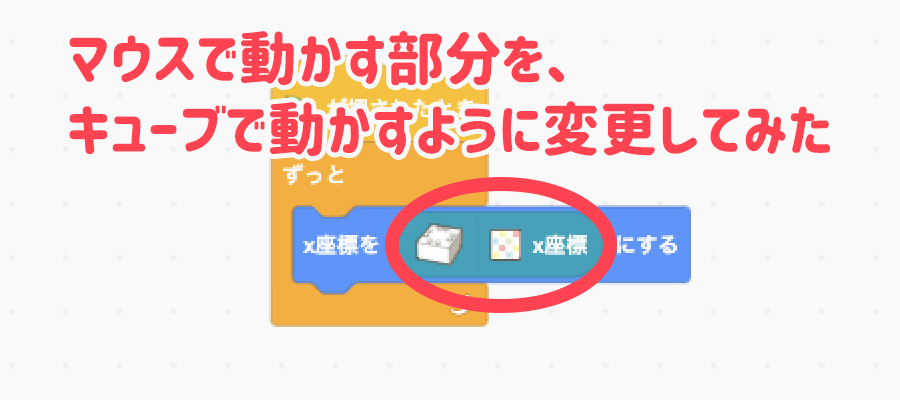 マウスで動かす部分を、
キューブで動かすように変更してみた
ずっと
x座標を
x座標
にする